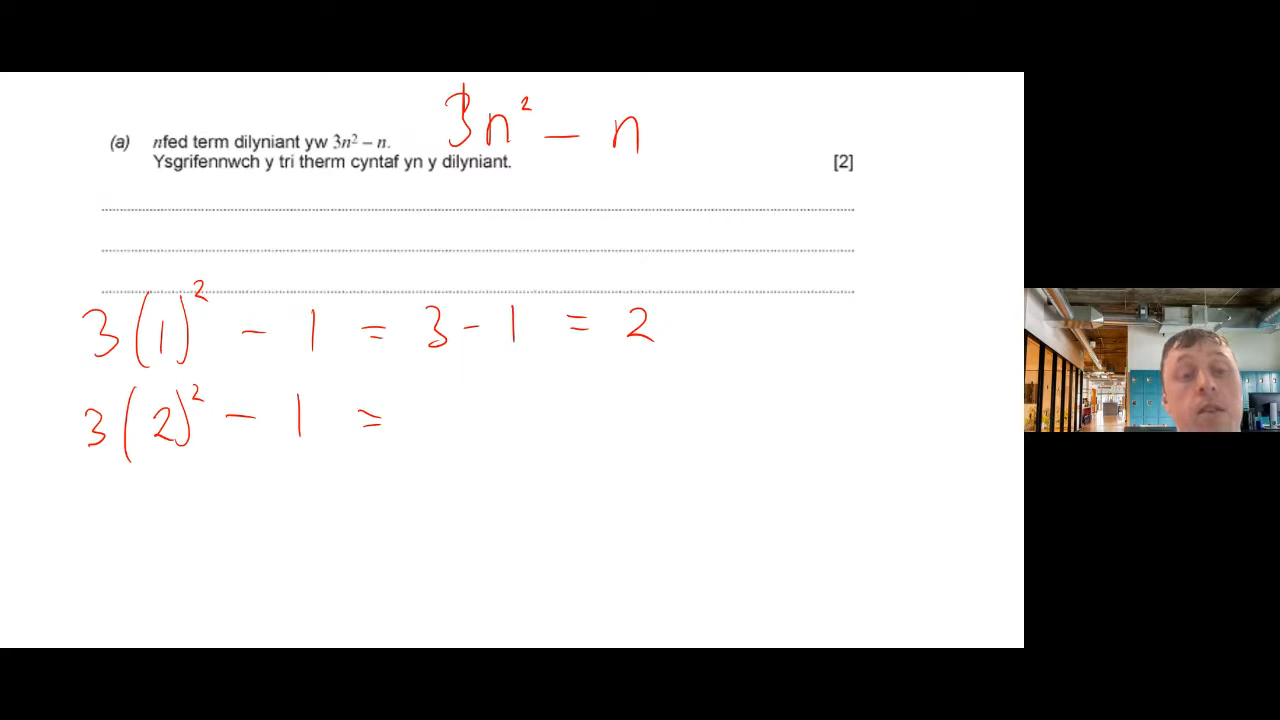 3n² – n
(a) nfed term dilyniant yw 3n² – n.
Ysgrifennwch y tri therm cyntaf yn y dilyniant. [2]
3(1)² - 1 = 3 - 1 = 2
3(2)² - 1 =